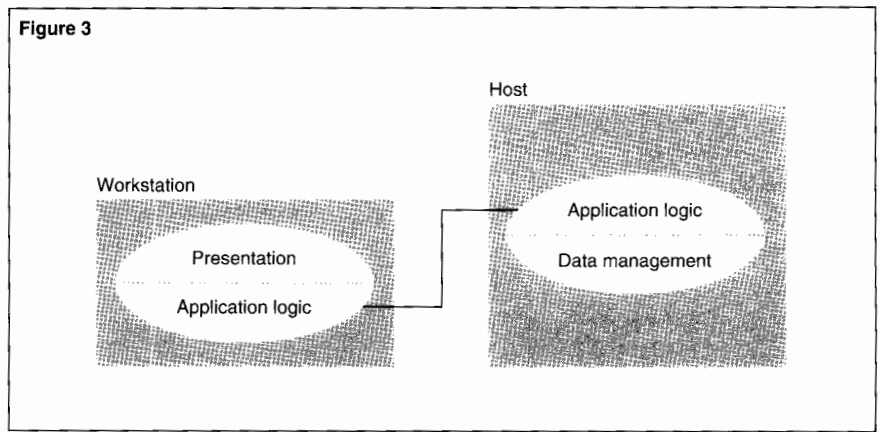 Figure 3
Host
Workstation
Application logic
Presentation
Data management
Application logic